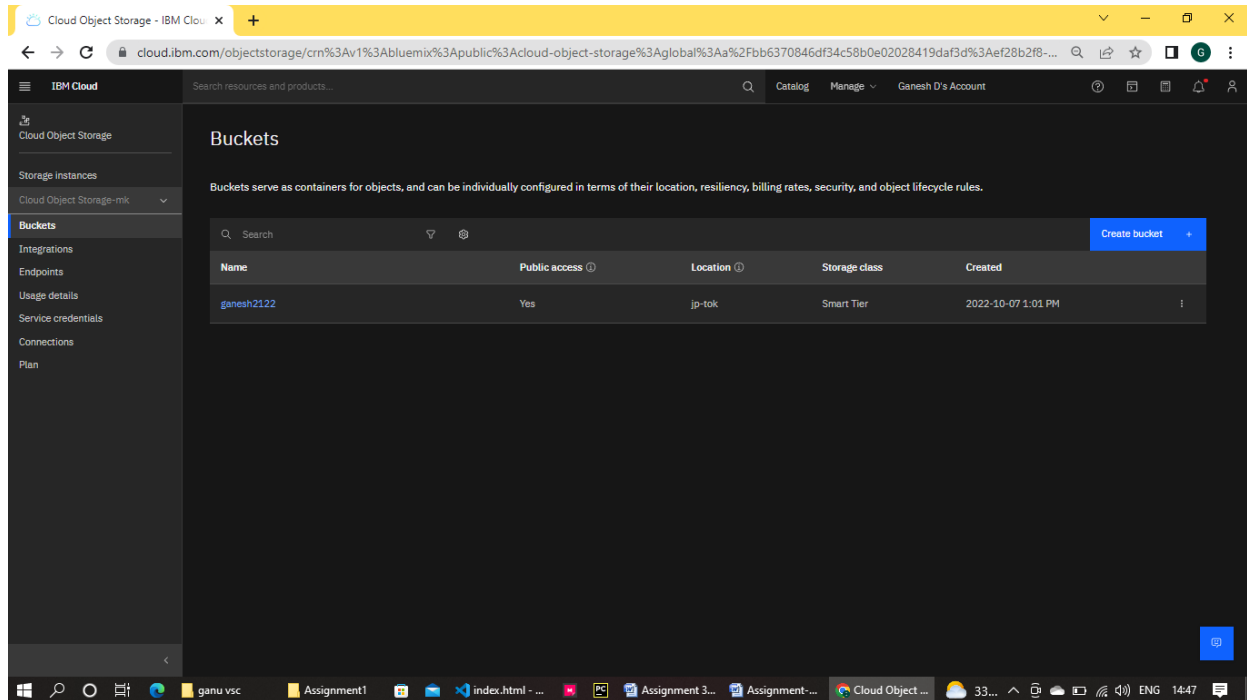 Cloud Object Storage - IBM Clou
cloud.ibm.com/objectstorage/crn%3Av1%3Abluemix%3Apublic%3Acloud-object-storage%3Aglobal%3Aa%2Fbb6370846df34c58b0e02028419daf3d%3Aef28b2f8-...
G
IBM Cloud
Search resources and products...
Catalog
Manage
Ganesh D's Account
Cloud Object Storage
Storage instances
Cloud Object Storage-mk
Buckets
Integrations
Endpoints
Usage details
Service credentials
Connections
Plan
Buckets
Buckets serve as containers for objects, and can be individually configured in terms of their location, resiliency, billing rates, security, and object lifecycle rules.
Search
Create bucket +
Name Public access Location Storage class Created
ganesh2122 Yes jp-tok Smart Tier 2022-10-07 1:01 PM
ganu vsc
Assignment1
index.html - ...
PC
Assignment 3...
Assignment-...
Cloud Object ...
33...
ENG
14:47